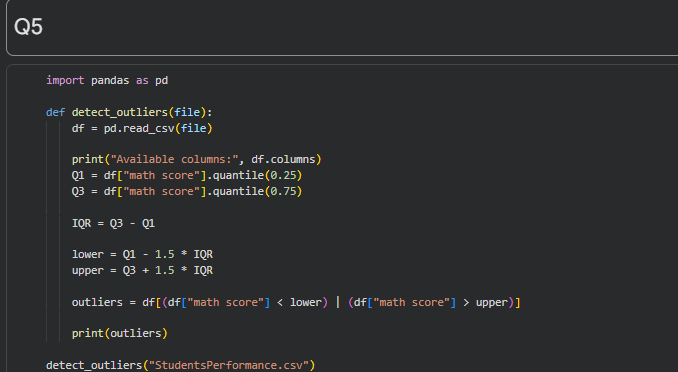 Q5
import pandas as pd
def detect_outliers(file):
df = pd.read_csv(file)
print("Available columns:", df.columns)
Q1 = df["math score"].quantile(0.25)
Q3 = df["math score"].quantile(0.75)
IQR = Q3 - Q1
lower = Q1 - 1.5 * IQR
upper = Q3 + 1.5 * IQR
outliers = df[(df["math score"] < lower) | (df["math score"] > upper)]
print(outliers)
detect_outliers("StudentsPerformance.csv")